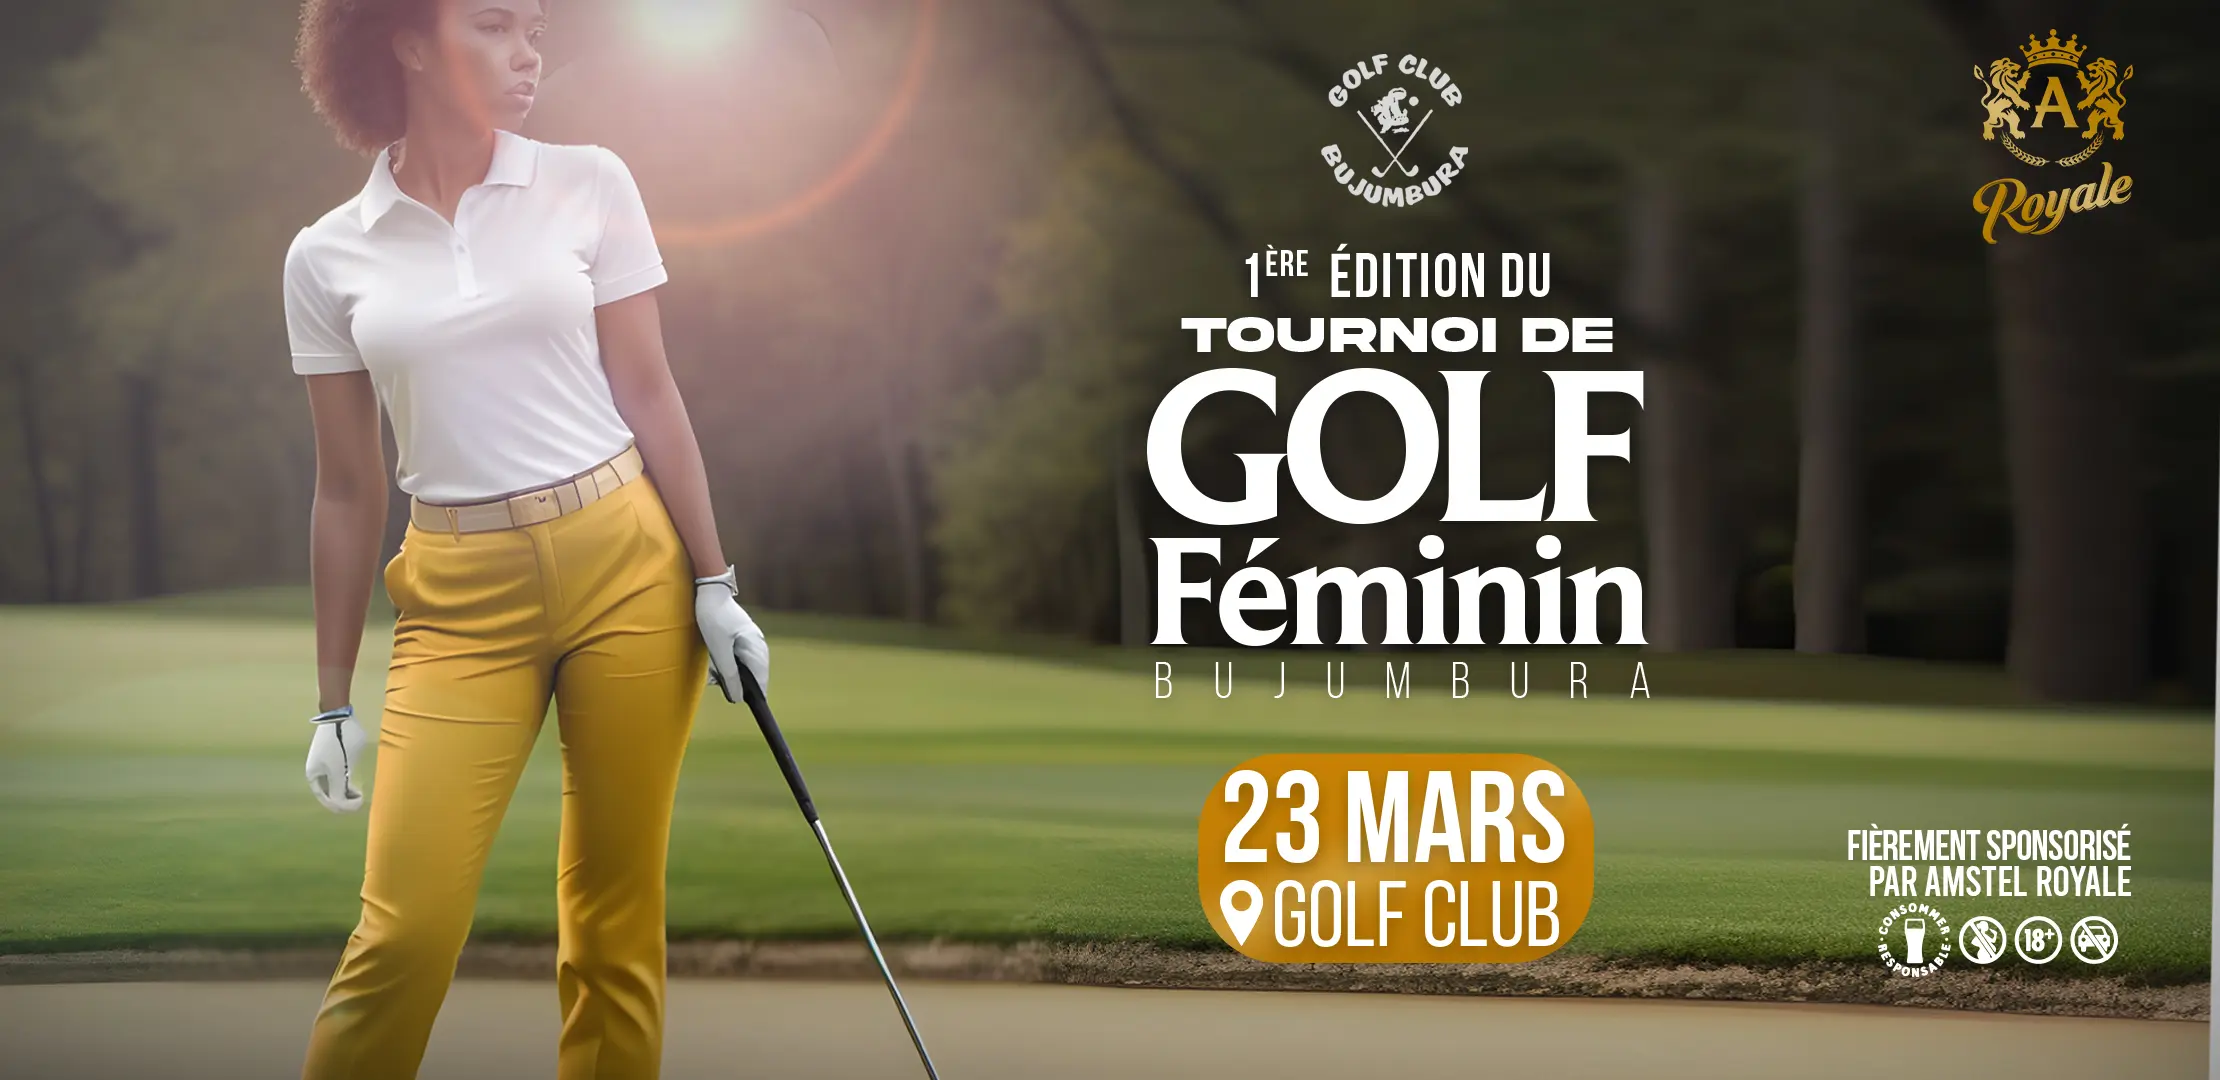 GOLF CLUB
BUJUMBURA
A
Royale
1ÈRE ÉDITION DU
TOURNOI DE
GOLF
Féminin
BUJUMBURA
23 MARS
GOLF CLUB
FIÈREMENT SPONSORISÉ
PAR AMSTEL ROYALE
CONSOMMER
RESPONSABLE
18+